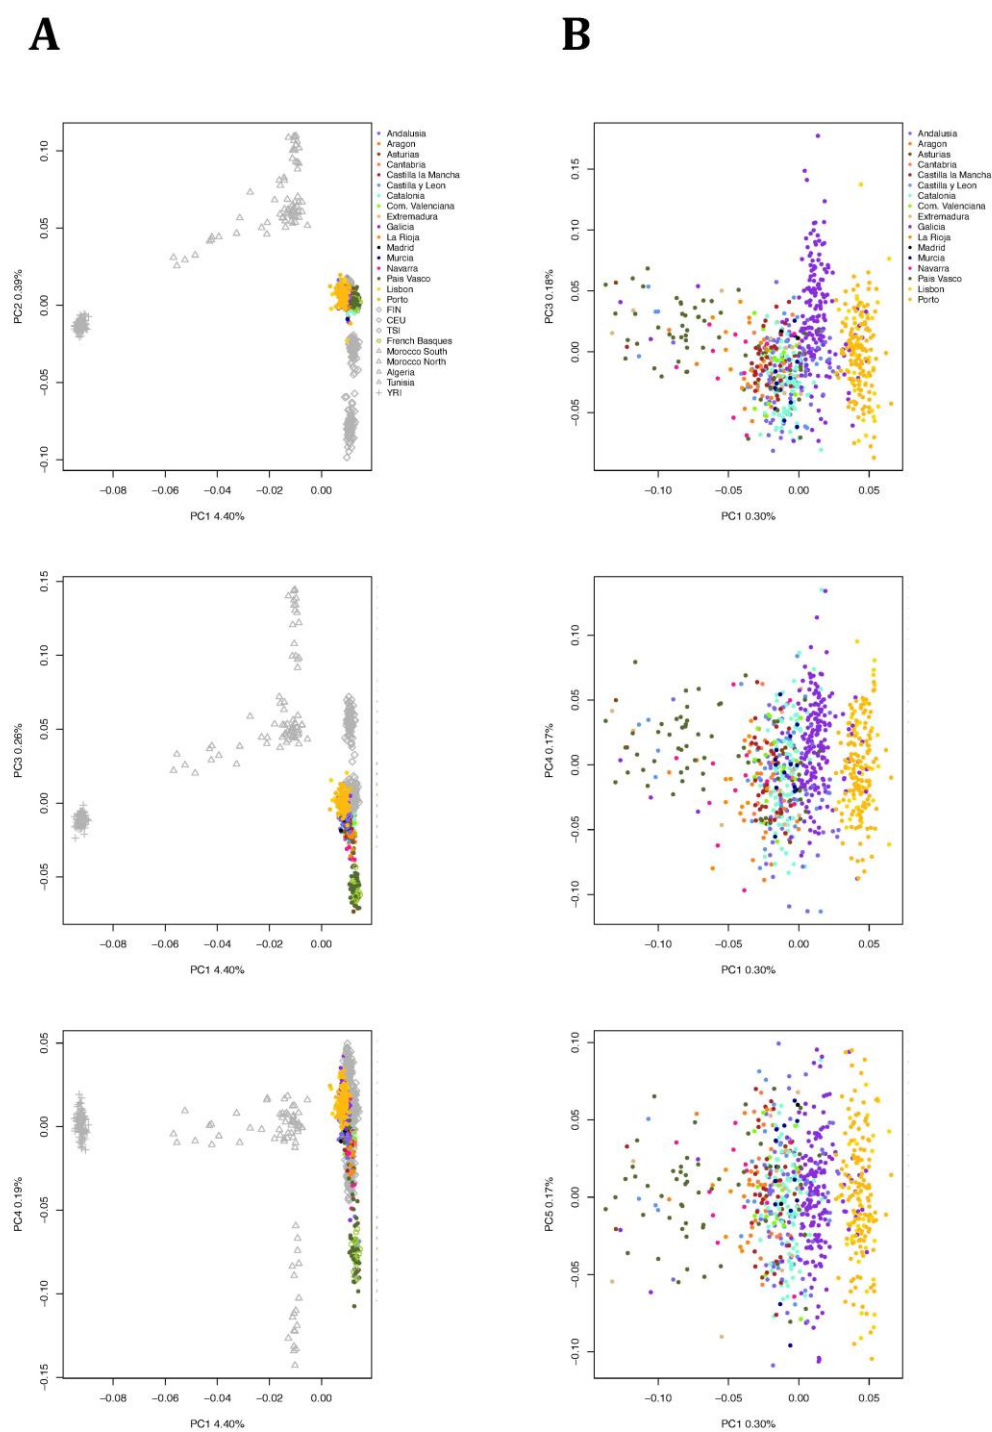 A
B
0.10
0.05
0.00
−0.05
−0.10
PC2 0.39%
−0.08
−0.06
−0.04
−0.02
0.00
PC1 4.40%
Andalusia
Aragon
Asturias
Cantabria
Castilla la Mancha
Castilla y Leon
Catalonia
Com. Valenciana
Extremadura
Galicia
La Rioja
Madrid
Murcia
Navarra
Pais Vasco
Lisbon
Porto
FIN
CEU
TSI
French Basques
Morocco South
Morocco North
Algeria
Tunisia
YRI
0.15
0.10
0.05
0.00
−0.05
PC3 0.18%
−0.10
−0.05
0.00
0.05
PC1 0.30%
Andalusia
Aragon
Asturias
Cantabria
Castilla la Mancha
Castilla y Leon
Catalonia
Com. Valenciana
Extremadura
Galicia
La Rioja
Madrid
Murcia
Navarra
Pais Vasco
Lisbon
Porto
0.15
0.10
0.05
0.00
−0.05
PC3 0.26%
−0.08
−0.06
−0.04
−0.02
0.00
PC1 4.40%
0.10
0.05
0.00
−0.05
−0.10
PC4 0.17%
−0.10
−0.05
0.00
0.05
PC1 0.30%
0.05
0.00
−0.05
−0.10
−0.15
PC4 0.19%
−0.08
−0.06
−0.04
−0.02
0.00
PC1 4.40%
0.10
0.05
0.00
−0.05
−0.10
PC5 0.17%
−0.10
−0.05
0.00
0.05
PC1 0.30%